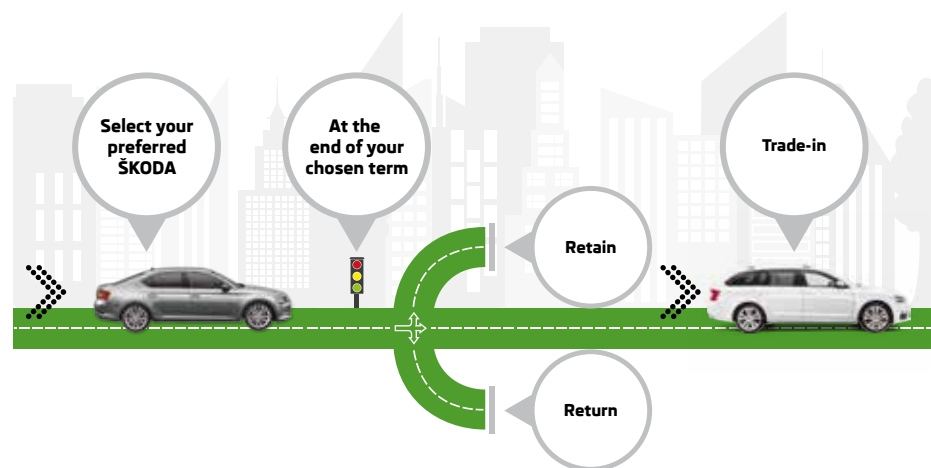 Select your
preferred
ŠKODA
At the
end of your
chosen term
Retain
Return
Trade-in